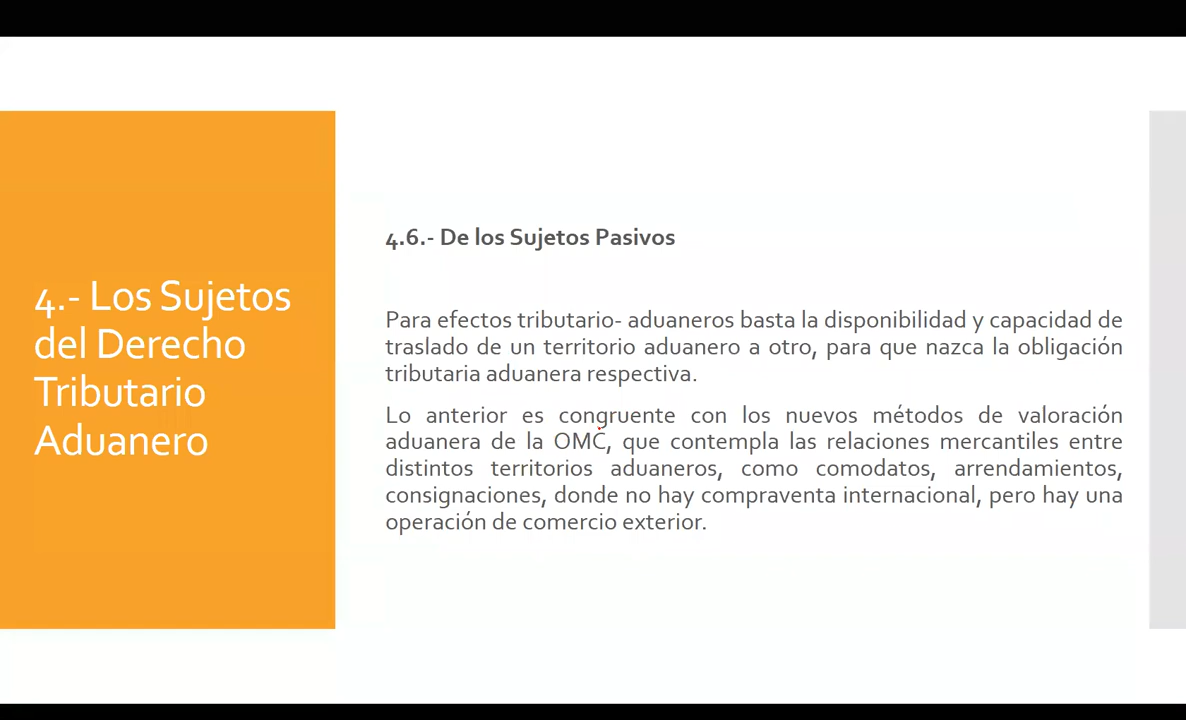 4.- Los Sujetos
del Derecho
Tributario
Aduanero
4.6.- De los Sujetos Pasivos
Para efectos tributario- aduaneros basta la disponibilidad y capacidad de
traslado de un territorio aduanero a otro, para que nazca la obligación
tributaria aduanera respectiva.
Lo anterior es congruente con los nuevos métodos de valoración
aduanera de la OMC, que contempla las relaciones mercantiles entre
distintos territorios aduaneros, como comodatos, arrendamientos,
consignaciones, donde no hay compraventa internacional, pero hay una
operación de comercio exterior.